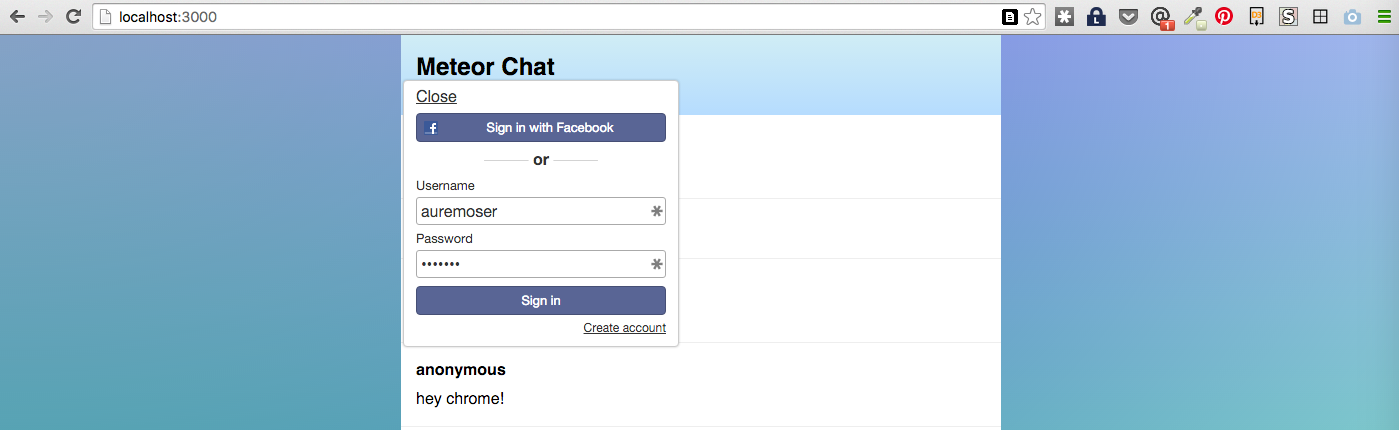 localhost:3000
Meteor Chat
Close
Sign in with Facebook
or
Username
auremoser
Password
•••••••
Sign in
Create account
anonymous
hey chrome!